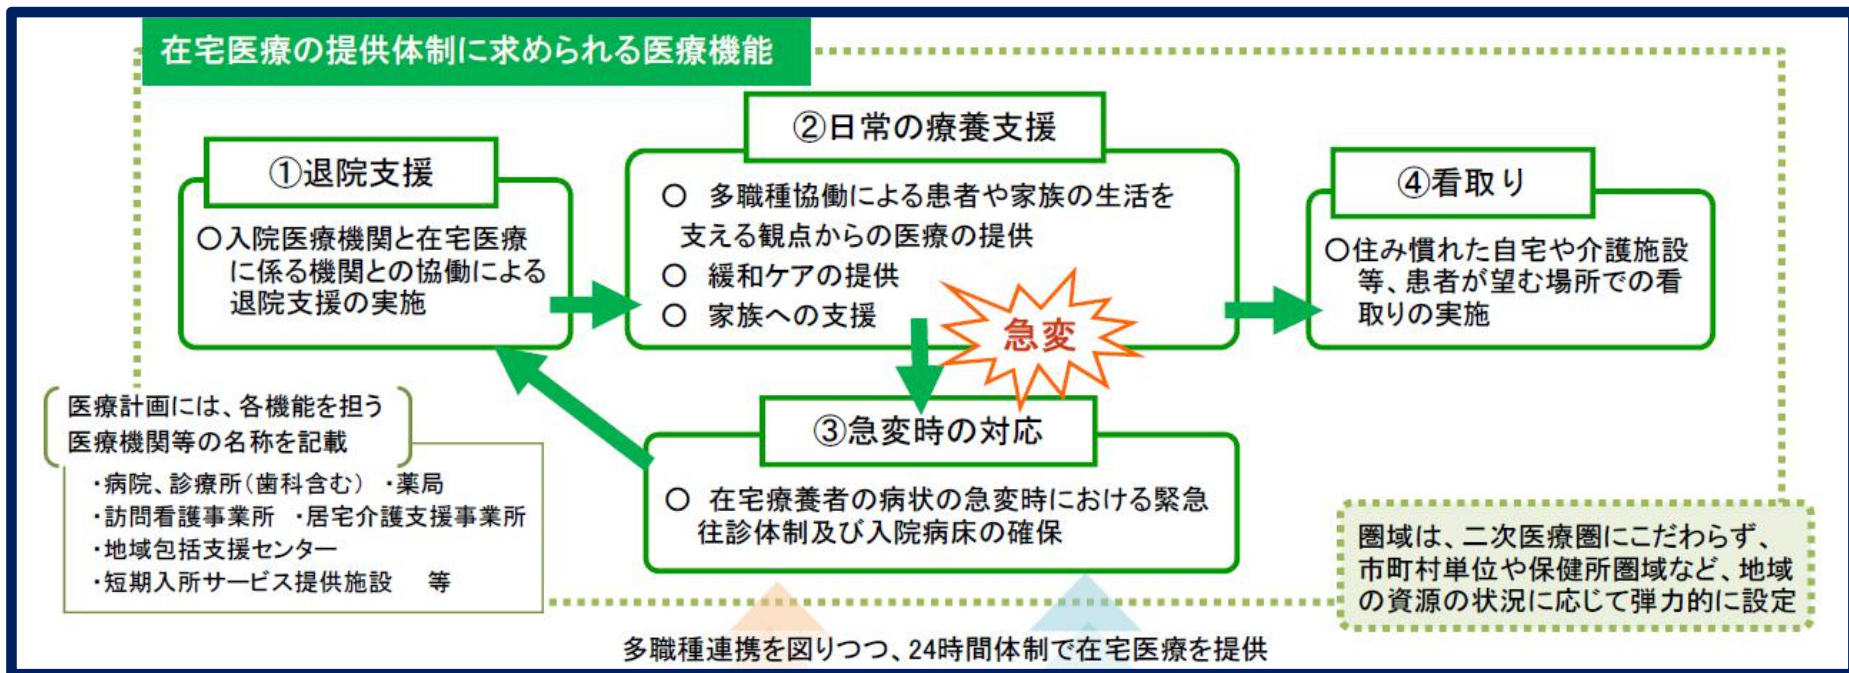 在宅医療の提供体制に求められる医療機能
①退院支援
〇入院医療機関と在宅医療
に係る機関との協働による
退院支援の実施
②日常の療養支援
〇 多職種協働による患者や家族の生活を
支える観点からの医療の提供
〇 緩和ケアの提供
〇 家族への支援
急変
④看取り
〇住み慣れた自宅や介護施設
等、患者が望む場所での看
取りの実施
③急変時の対応
〇 在宅療養者の病状の急変時における緊急
往診体制及び入院病床の確保
医療計画には、各機能を担う
医療機関等の名称を記載
・病院、診療所(歯科含む) ・薬局
・訪問看護事業所 ・居宅介護支援事業所
・地域包括支援センター
・短期入所サービス提供施設 等
圏域は、二次医療圏にこだわらず、
市町村単位や保健所圏域など、地域
の資源の状況に応じて弾力的に設定
多職種連携を図りつつ、24時間体制で在宅医療を提供